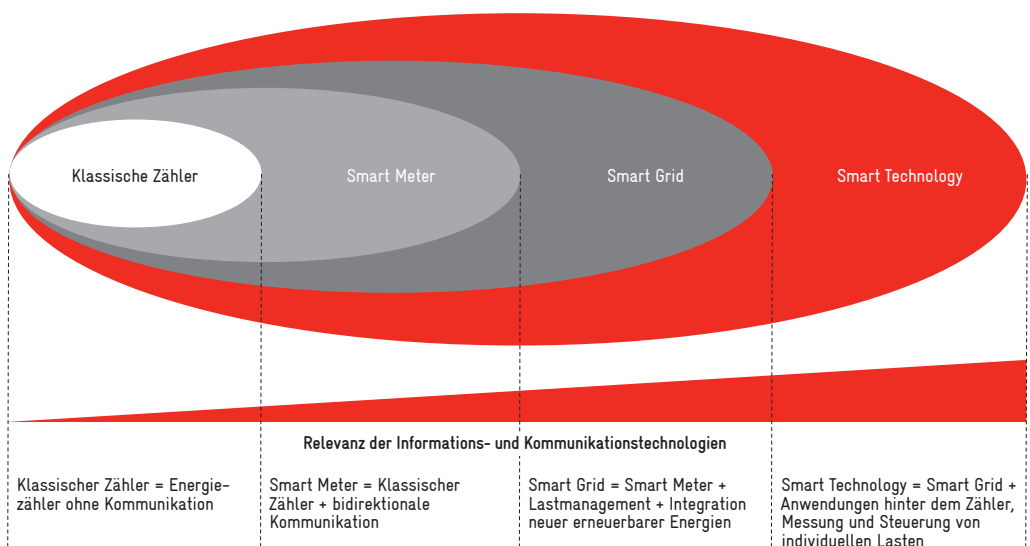 Klassische Zähler
Smart Meter
Smart Grid
Smart Technology
Relevanz der Informations- und Kommunikationstechnologien
Klassischer Zähler = Energie-
zähler ohne Kommunikation
Smart Meter = Klassischer
Zähler + bidirektionale
Kommunikation
Smart Grid = Smart Meter +
Lastmanagement + Integration
neuer erneuerbarer Energien
Smart Technology = Smart Grid +
Anwendungen hinter dem Zähler,
Messung und Steuerung von
individuellen Lasten